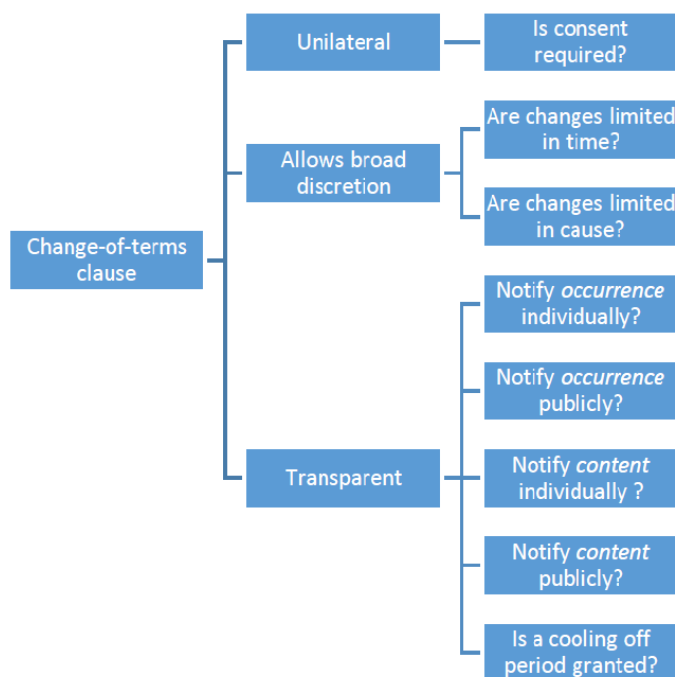 Unilateral
Is consent
required?
Are changes limited
in time?
Allows broad
discretion
Are changes limited
in cause?
Change-of-terms
clause
Notify occurrence
individually?
Notify occurrence
publicly?
Transparent
Notify content
individually ?
Notify content
publicly?
Is a cooling off
period granted?